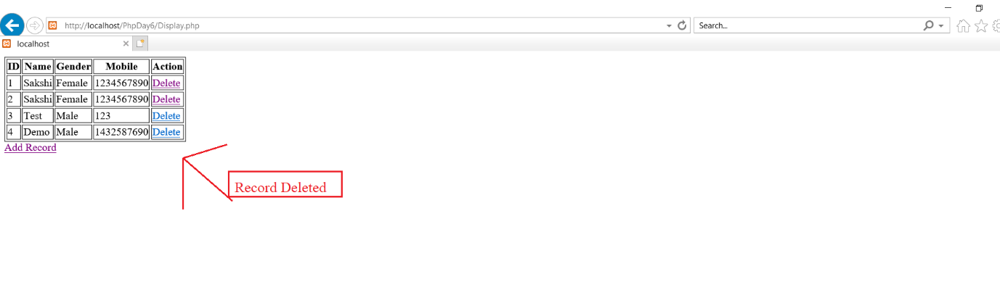 http://localhost/PhpDay6/Display.php
Search...
localhost
ID Name Gender Mobile Action
1 Sakshi Female 1234567890 Delete
2 Sakshi Female 1234567890 Delete
3 Test Male 123 Delete
4 Demo Male 1432587690 Delete
Add Record
Record Deleted